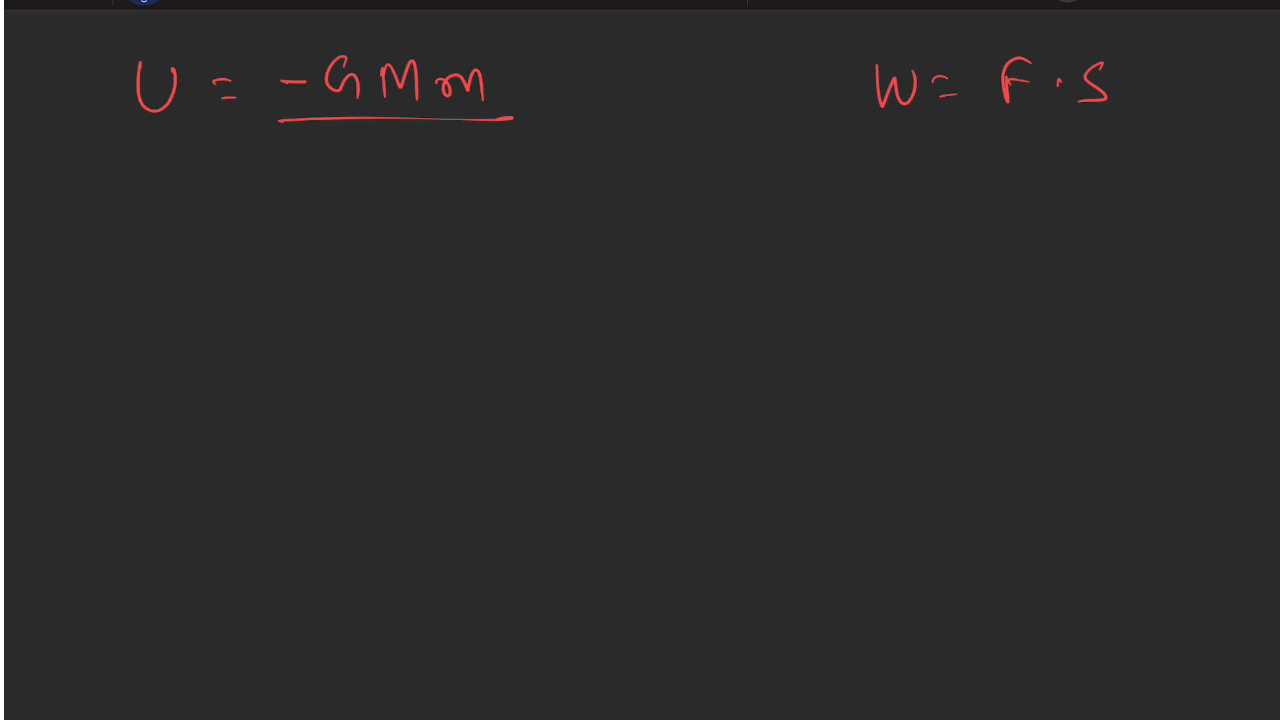 U = -GMm
W = F.S